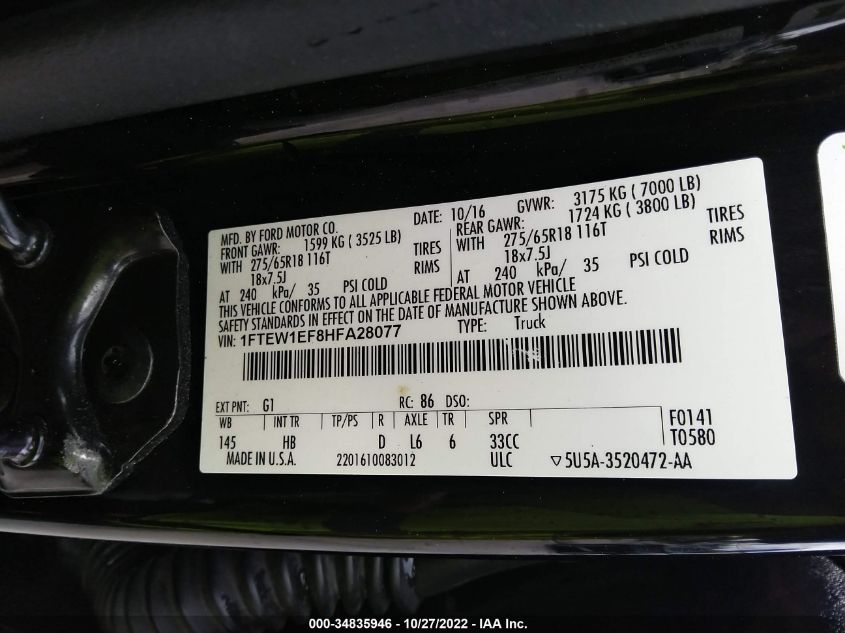 MFD. BY FORD MOTOR CO. DATE: 10/16 GVWR: 3175 KG ( 7000 LB)
FRONT GAWR: 1599 KG ( 3525 LB) REAR GAWR: 1724 KG ( 3800 LB)
WITH 275/65R18 116T TIRES WITH 275/65R18 116T TIRES
18x7.5J RIMS 18x7.5J RIMS
AT 240 kPa/ 35 PSI COLD AT 240 kPa/ 35 PSI COLD
THIS VEHICLE CONFORMS TO ALL APPLICABLE FEDERAL MOTOR VEHICLE
SAFETY STANDARDS IN EFFECT ON THE DATE OF MANUFACTURE SHOWN ABOVE.
VIN: 1FTEW1EF8HFA28077 TYPE: Truck
EXT PNT: G1 RC: 86 DSO:
WB INT TR TP/PS R AXLE TR SPR F0141
145 HB D L6 6 33CC T0580
MADE IN U.S.A. 2201610083012 ULC ▽5U5A-3520472-AA
000-34835946 - 10/27/2022 - IAA Inc.